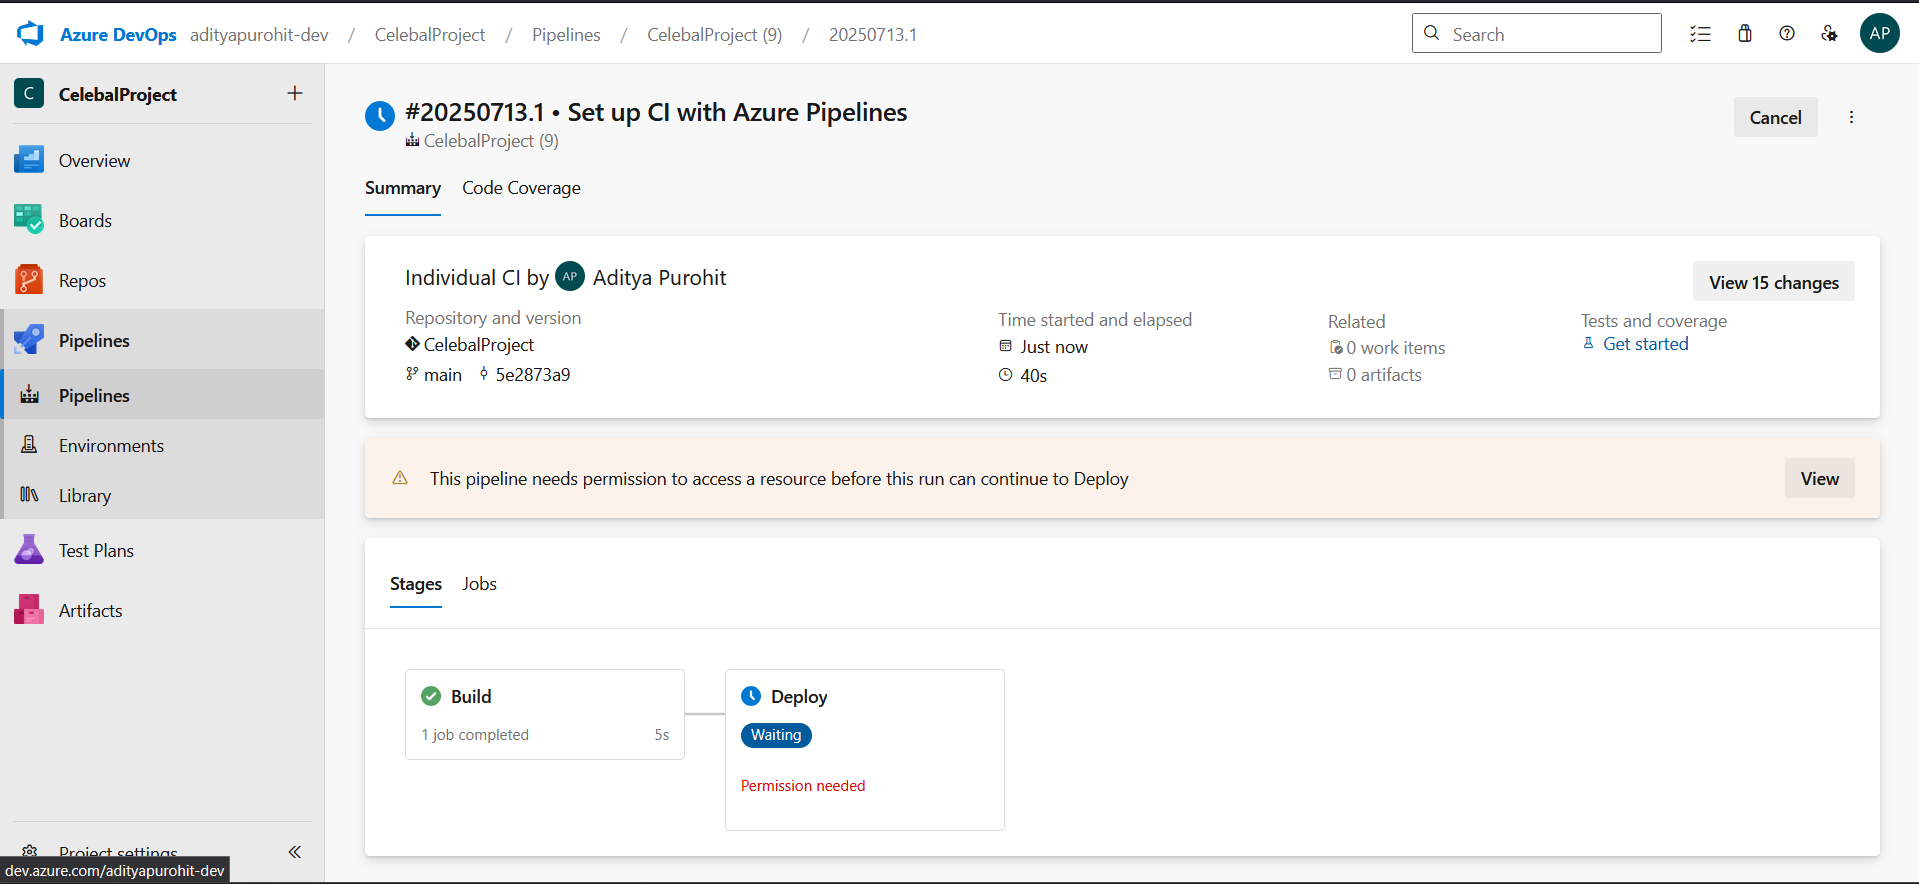 Azure DevOps adityapurohit-dev / CelebalProject / Pipelines / CelebalProject (9) / 20250713.1
Search
AP
C CelebalProject
Overview
Boards
Repos
Pipelines
Pipelines
Environments
Library
Test Plans
Artifacts
Project settings
dev.azure.com/adityapurohit-dev
#20250713.1 • Set up CI with Azure Pipelines
CelebalProject (9)
Cancel
Summary Code Coverage
Individual CI by AP Aditya Purohit
View 15 changes
Repository and version
CelebalProject
main 5e2873a9
Time started and elapsed
Just now
40s
Related
0 work items
0 artifacts
Tests and coverage
Get started
This pipeline needs permission to access a resource before this run can continue to Deploy
View
Stages Jobs
Build
1 job completed 5s
Deploy
Waiting
Permission needed